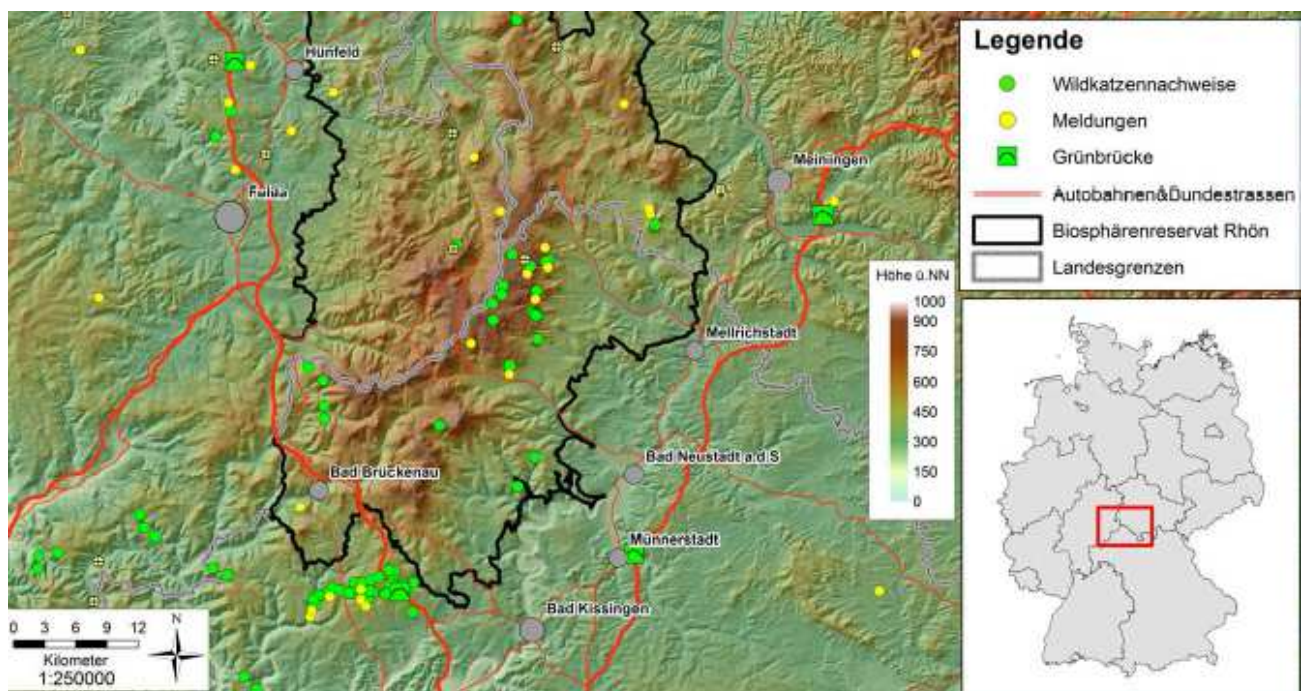 Legende
Wildkatzennachweise
Meldungen
Grünbrücke
Autobahnen&Bundestrassen
Biosphärenreservat Rhön
Landesgrenzen
Hünfeld
Fulda
Meiningen
Höhe ü.NN
1000
900
750
600
450
300
150
0
Mellrichstadt
Bad Neustadt a.d.S
Bad Brückenau
Münnerstadt
Bad Kissingen
N
0 3 6 9 12
Kilometer
1:250000